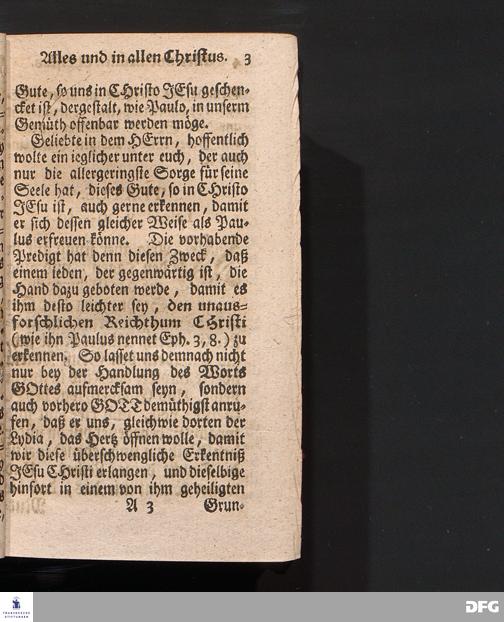 Alles und in allen Christus. 3
Gute, so uns in CHristo JEsu geschen-
cket ist, dergestalt, wie Paulo, in unserm
Gemüth offenbar werden möge.
Geliebte in dem HErrn, hoffentlich
wolte ein ieglicher unter euch, der auch
nur die allergeringste Sorge für seine
Seele hat, dieses Gute, so in CHristo
JEsu ist, auch gerne erkennen, damit
er sich dessen gleicher Weise als Pau-
lus erfreuen könne. Die vorhabende
Predigt hat denn diesen Zweck, daß
einem ieden, der gegenwärtig ist, die
Hand dazu geboten werde, damit es
ihm desto leichter sey, den unaus-
forschlichen Reichthum CHristi
(wie ihn Paulus nennet Eph. 3, 8.) zu
erkennen. So lasset uns demnach nicht
nur bey der Handlung des Worts
GOttes aufmercksam seyn, sondern
auch vorhero GOTT demüthigst anru-
fen, daß er uns, gleichwie dorten der
Lydia, das Hertz öffnen wolle, damit
wir diese überschwengliche Erkentniß
JEsu CHristi erlangen, und dieselbige
hinfort in einem von ihm geheiligten
A 3 Grun-
FRANCKESCHE
STIFTUNGEN
DFG